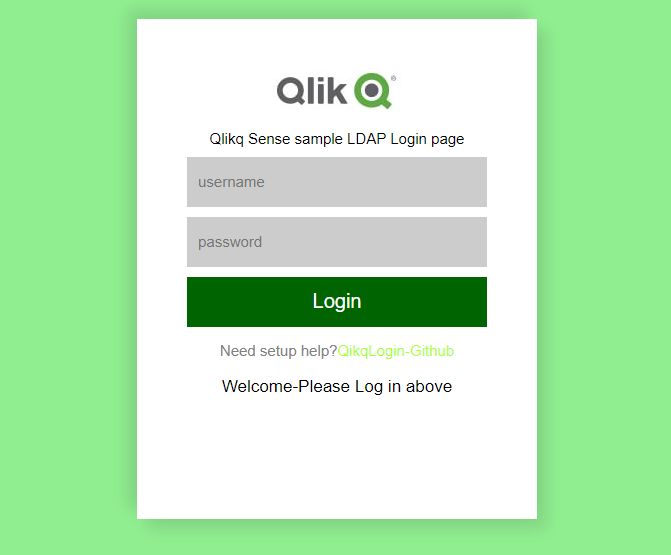 Qlik ®
Qlikq Sense sample LDAP Login page
username
password
Login
Need setup help?QikqLogin-Github
Welcome-Please Log in above